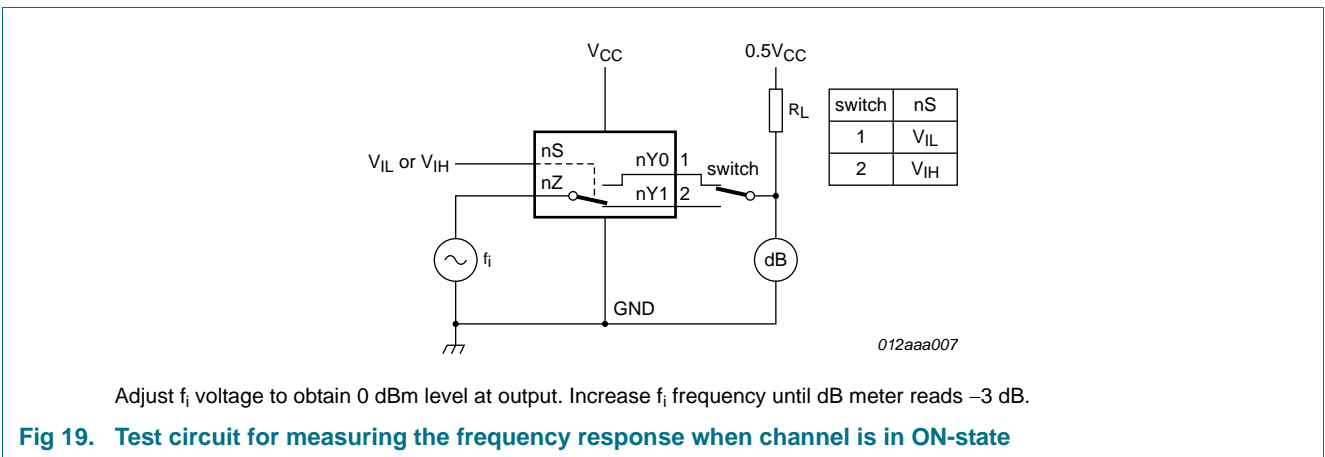 VCC 0.5VCC
RL
switch nS
1 VIL
2 VIH
VIL or VIH
nS
nZ
nY0 1
nY1 2
switch
fi
dB
GND
012aaa007
Adjust fi voltage to obtain 0 dBm level at output. Increase fi frequency until dB meter reads −3 dB.
Fig 19. Test circuit for measuring the frequency response when channel is in ON-state